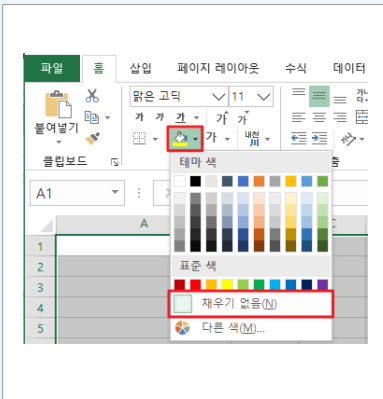 파일 홈 삽입 페이지 레이아웃 수식 데이터
맑은 고딕 11
가 가 가 가 가
붙여넣기
가 내천
클립보드
테마 색
A1
A
1
표준 색
2
3
채우기 없음(N)
4
다른 색(M)...
5